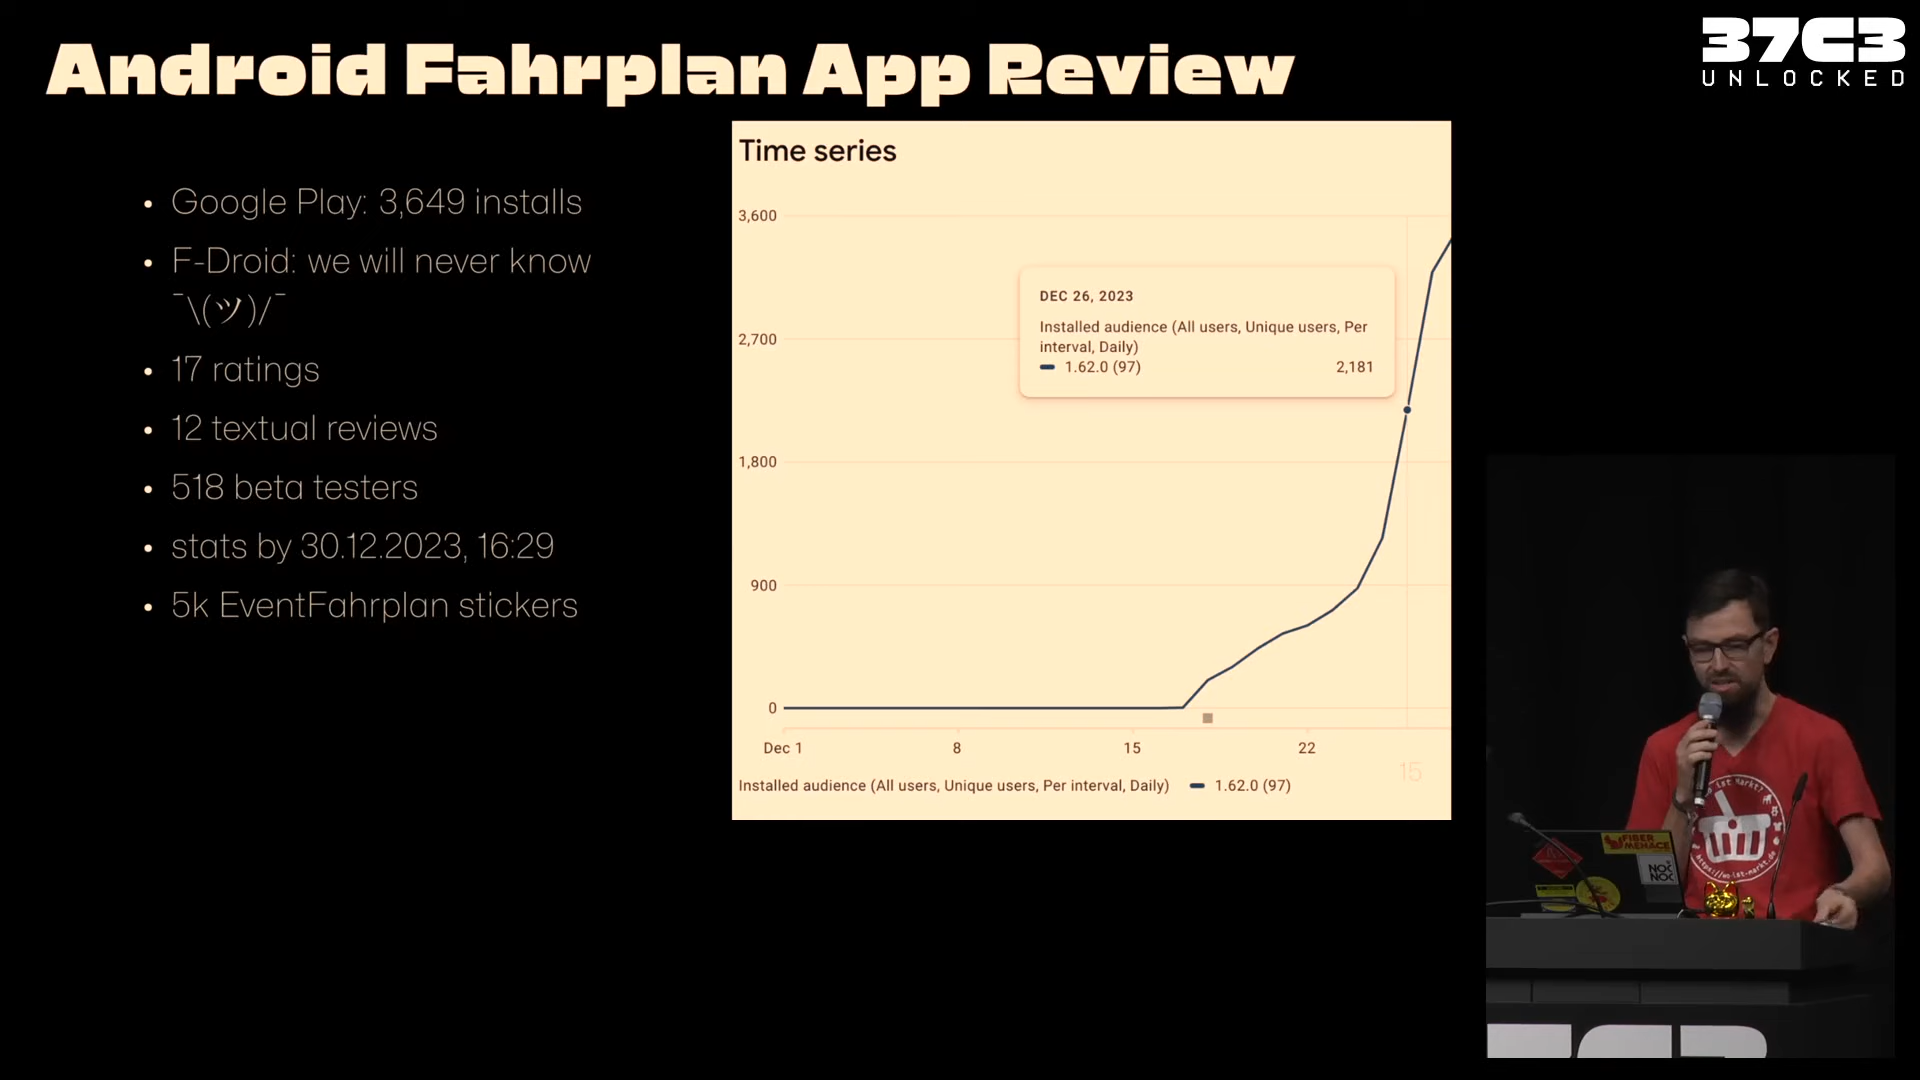 Android Fahrplan App Review
37C3
UNLOCKED
• Google Play: 3,649 installs
• F-Droid: we will never know
¯\(ツ)/¯
• 17 ratings
• 12 textual reviews
• 518 beta testers
• stats by 30.12.2023, 16:29
• 5k EventFahrplan stickers
Time series
3,600
2,700
1,800
900
0
DEC 26, 2023
Installed audience (All users, Unique users, Per
interval, Daily)
1.62.0 (97) 2,181
Dec 1 8 15 22
15
Installed audience (All users, Unique users, Per interval, Daily) 1.62.0 (97)
FIBER
MENACE